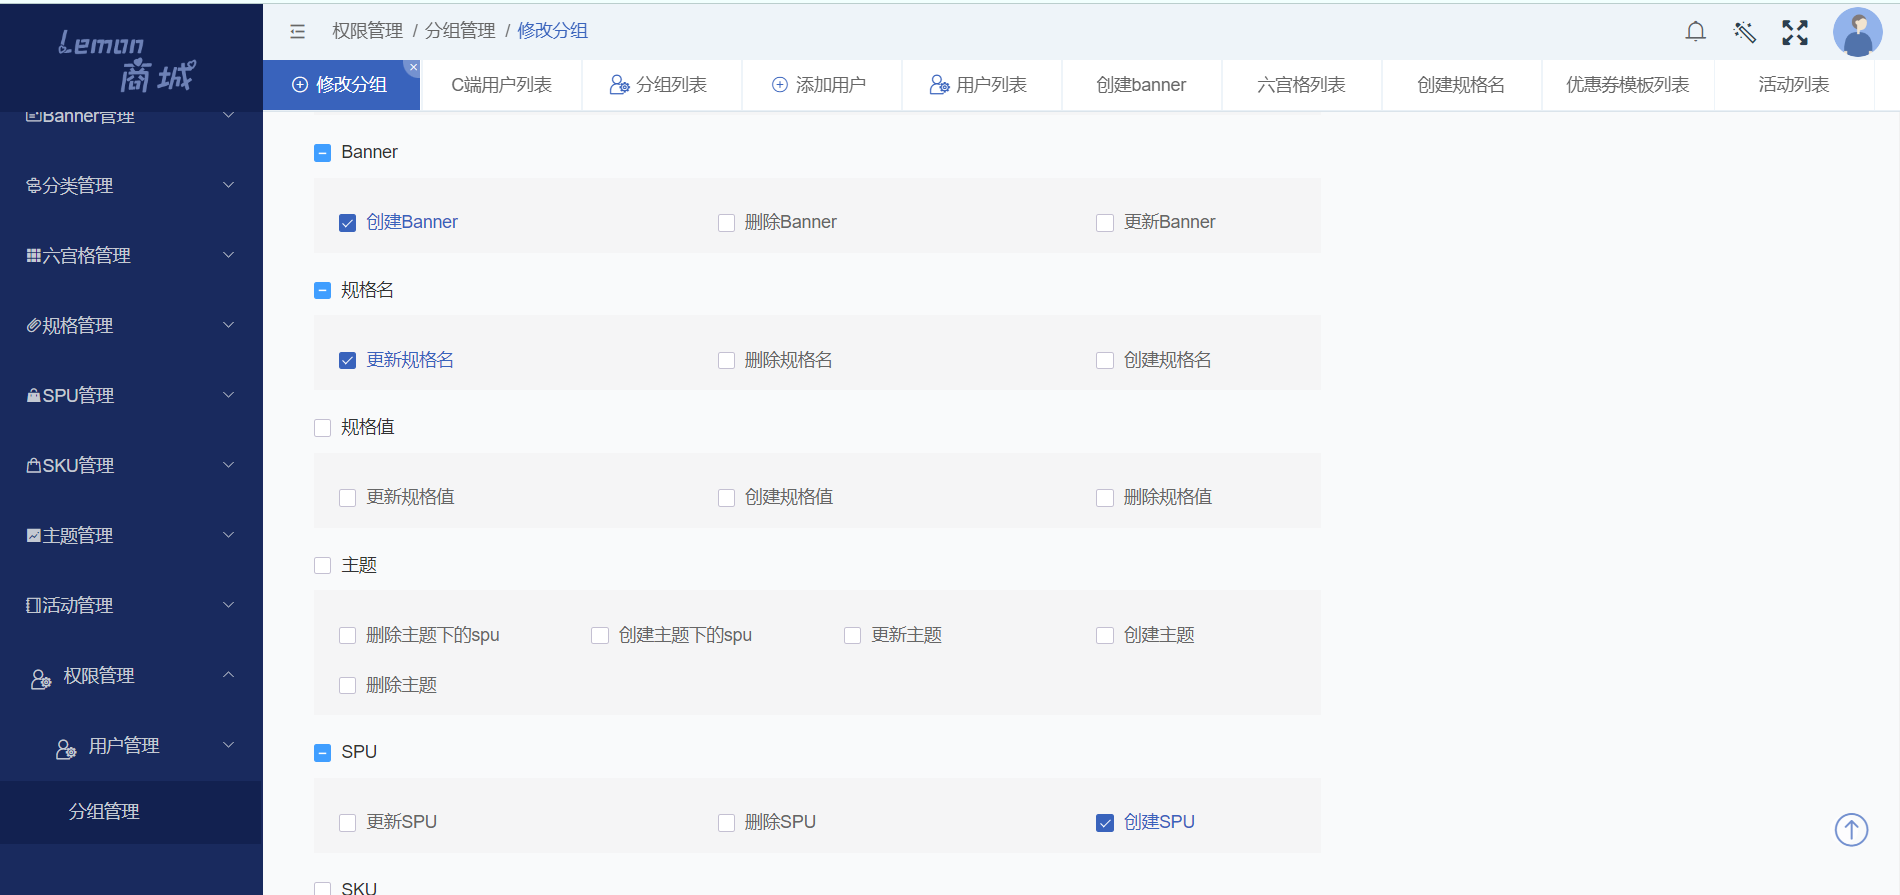 Lemon
商城
Banner管理
分类管理
六宫格管理
规格管理
SPU管理
SKU管理
主题管理
活动管理
权限管理
用户管理
分组管理
权限管理 / 分组管理 / 修改分组
修改分组 C端用户列表 分组列表 添加用户 用户列表 创建banner 六宫格列表 创建规格名 优惠券模板列表 活动列表
Banner
创建Banner 删除Banner 更新Banner
规格名
更新规格名 删除规格名 创建规格名
规格值
更新规格值 创建规格值 删除规格值
主题
删除主题下的spu 创建主题下的spu 更新主题 创建主题
删除主题
SPU
更新SPU 删除SPU 创建SPU
SKU